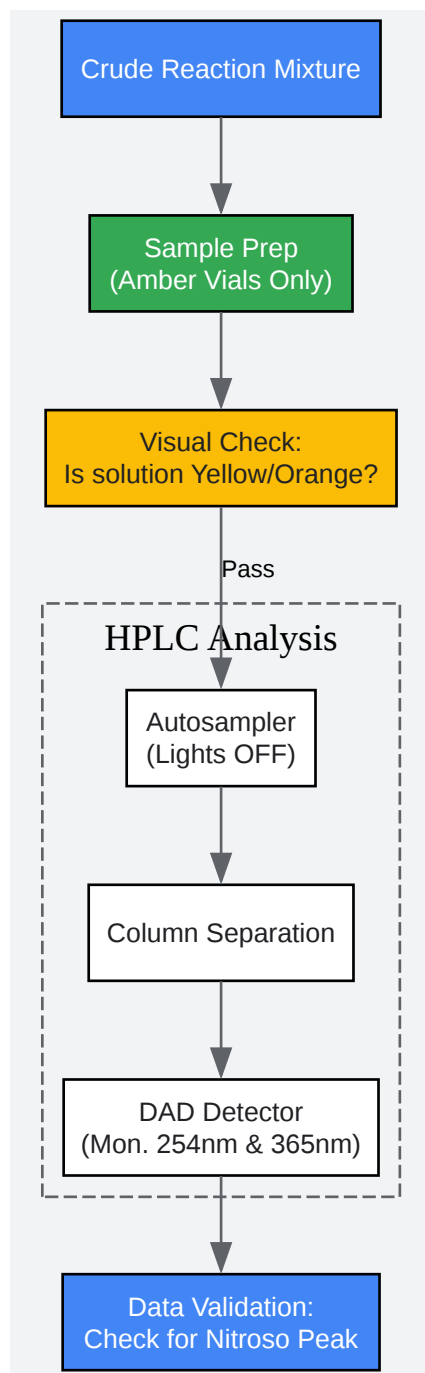 Crude Reaction Mixture
Sample Prep
(Amber Vials Only)
Visual Check:
Is solution Yellow/Orange?
Pass
HPLC Analysis
Autosampler
(Lights OFF)
Column Separation
DAD Detector
(Mon. 254nm & 365nm)
Data Validation:
Check for Nitroso Peak